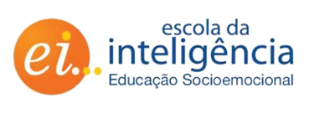 ei...
escola da
inteligência
Educação Socioemocional